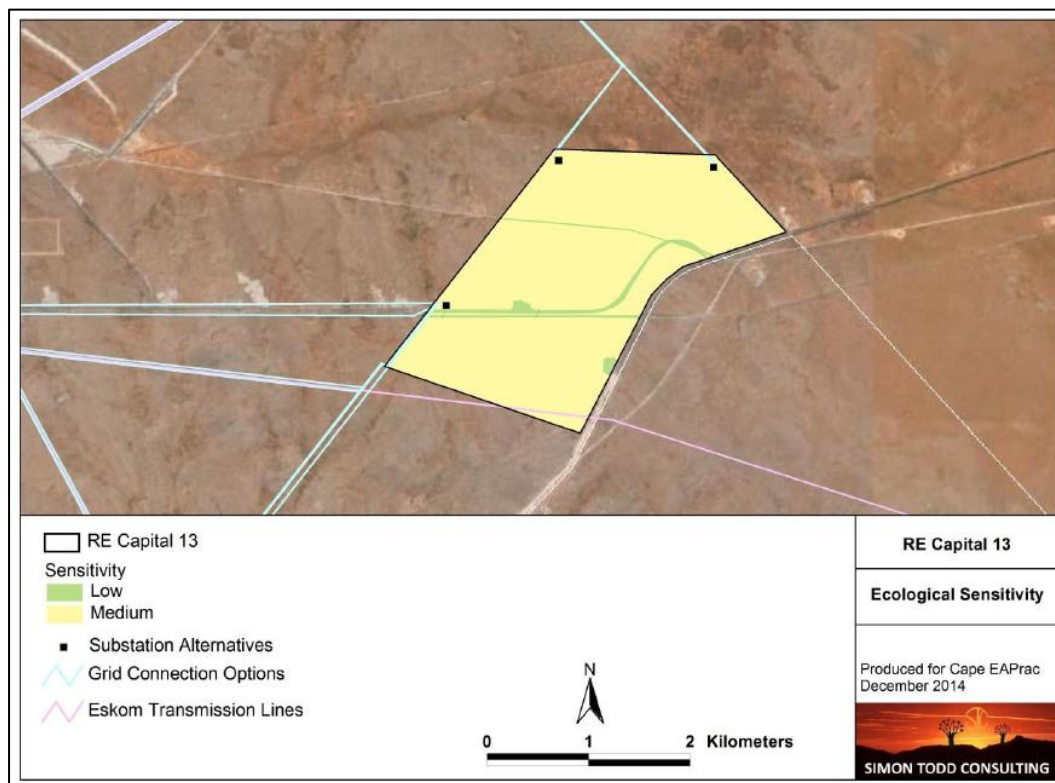 RE Capital 13
Sensitivity
Low
Medium
Substation Alternatives
Grid Connection Options
Eskom Transmission Lines
N
0 1 2 Kilometers
RE Capital 13
Ecological Sensitivity
Produced for Cape EAPrac
December 2014
SIMON TODD CONSULTING